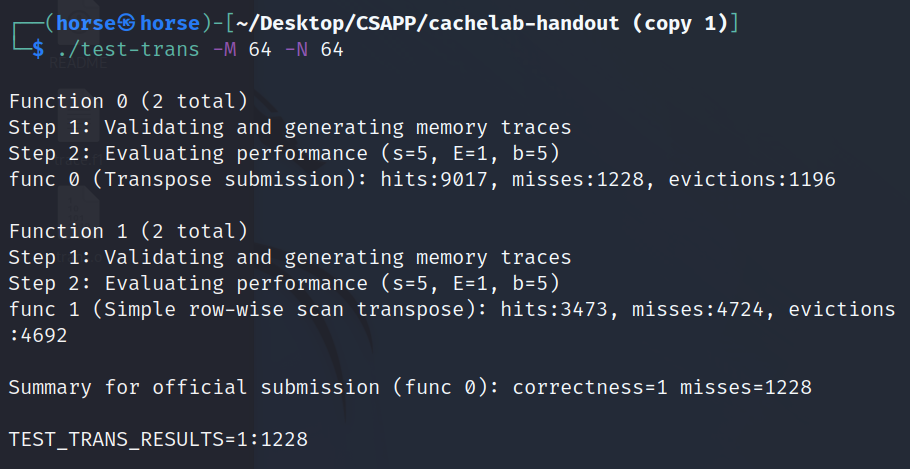 ┌──(horse㉿horse)-[~/Desktop/CSAPP/cachelab-handout (copy 1)]
└─$ ./test-trans -M 64 -N 64
Function 0 (2 total)
Step 1: Validating and generating memory traces
Step 2: Evaluating performance (s=5, E=1, b=5)
func 0 (Transpose submission): hits:9017, misses:1228, evictions:1196
Function 1 (2 total)
Step 1: Validating and generating memory traces
Step 2: Evaluating performance (s=5, E=1, b=5)
func 1 (Simple row-wise scan transpose): hits:3473, misses:4724, evictions
:4692
Summary for official submission (func 0): correctness=1 misses=1228
TEST_TRANS_RESULTS=1:1228